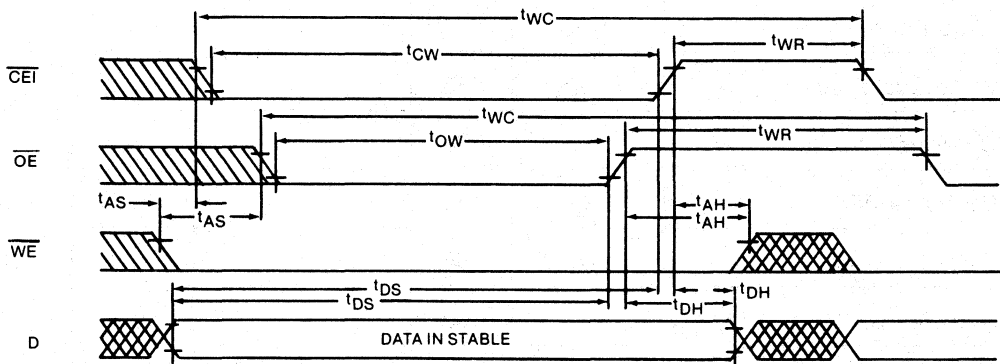 tWC
tCW
tWR
CEI
tWC
tOW
tWR
OE
tAS
tAS
tAH
tAH
WE
tDS
tDH
tDS
tDH
D
DATA IN STABLE